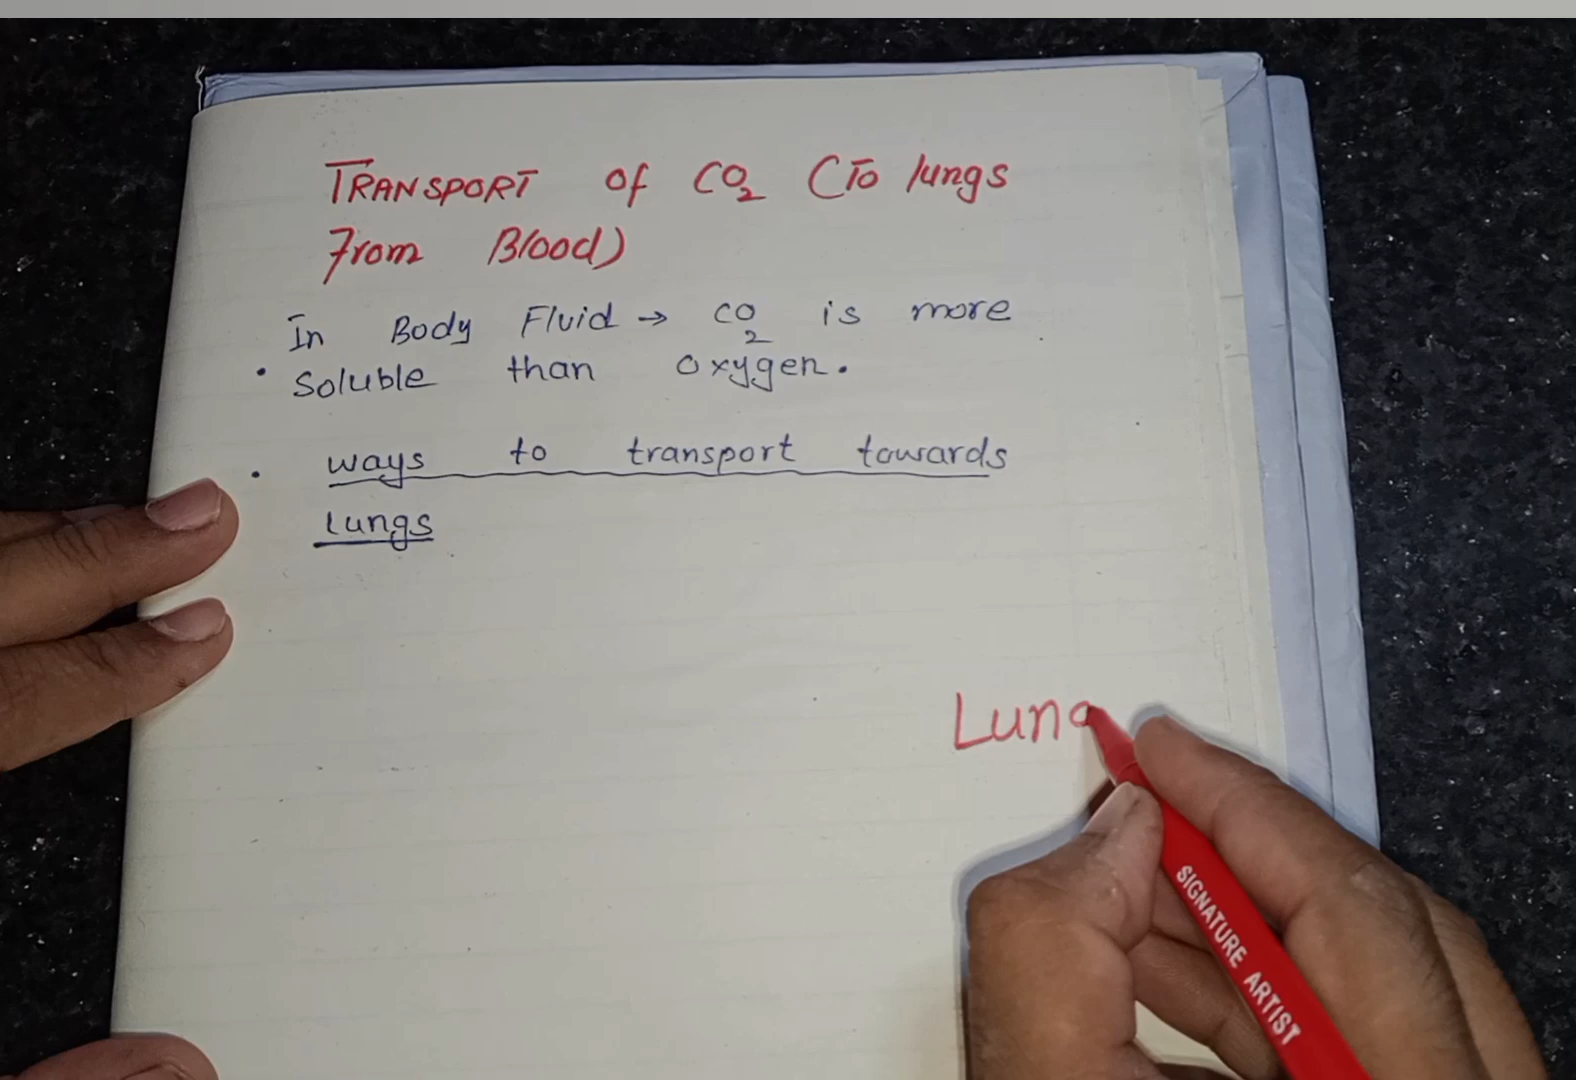 TRANSPORT of CO2 (To lungs
From Blood)
In Body Fluid → CO2 is more
• Soluble than oxygen.
• ways to transport towards
lungs
Lung
SIGNATURE ARTIST